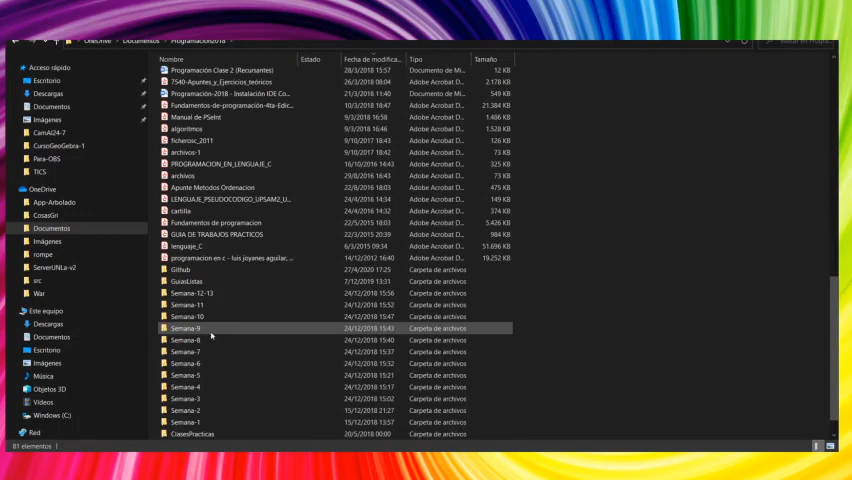 OneDrive > Documentos > Programacion2018
Nombre Estado Fecha de modifica... Tipo Tamaño
Acceso rápido
Escritorio
Descargas
Documentos
Imágenes
CamAI24-7
CursoGeoGebra-1
Para-OBS
TICS
OneDrive
App-Arbolado
CosasGri
Documentos
Imágenes
rompe
ServerUNLa-v2
src
War
Este equipo
Descargas
Documentos
Escritorio
Imágenes
Música
Objetos 3D
Vídeos
Windows (C:)
Red
Programación Clase 2 (Recursantes) 28/3/2018 15:57 Documento de Mi... 12 KB
7540-Apuntes_y_Ejercicios_teóricos 26/3/2018 08:04 Adobe Acrobat D... 2.178 KB
Programación-2018 - Instalación IDE Co... 21/3/2018 11:40 Documento de Mi... 549 KB
Fundamentos-de-programación-4ta-Edic... 10/3/2018 18:47 Adobe Acrobat D... 21.384 KB
Manual de PSeInt 9/3/2018 16:58 Adobe Acrobat D... 1.486 KB
algoritmos 9/3/2018 16:46 Adobe Acrobat D... 1.528 KB
ficherosc_2011 9/10/2017 18:43 Adobe Acrobat D... 126 KB
archivos-1 9/10/2017 18:42 Adobe Acrobat D... 73 KB
PROGRAMACION_EN_LENGUAJE_C 16/10/2016 14:43 Adobe Acrobat D... 325 KB
archivos 29/8/2016 16:43 Adobe Acrobat D... 73 KB
Apunte Metodos Ordenacion 22/8/2016 18:03 Adobe Acrobat D... 475 KB
LENGUAJE_PSEUDOCODIGO_UPSAM2_U... 24/4/2016 14:34 Adobe Acrobat D... 149 KB
cartilla 24/4/2016 14:32 Adobe Acrobat D... 374 KB
Fundamentos de programacion 22/5/2015 18:03 Adobe Acrobat D... 5.426 KB
GUIA DE TRABAJOS PRACTICOS 22/3/2015 20:39 Adobe Acrobat D... 984 KB
lenguaje_C 6/3/2015 09:34 Adobe Acrobat D... 51.696 KB
programacion en c - luis joyanes aguilar, ... 14/12/2012 16:40 Adobe Acrobat D... 19.252 KB
Github 27/4/2020 17:25 Carpeta de archivos
GuiasListas 7/12/2019 13:31 Carpeta de archivos
Semana-12-13 24/12/2018 15:56 Carpeta de archivos
Semana-11 24/12/2018 15:52 Carpeta de archivos
Semana-10 24/12/2018 15:47 Carpeta de archivos
Semana-9 24/12/2018 15:43 Carpeta de archivos
Semana-8 24/12/2018 15:40 Carpeta de archivos
Semana-7 24/12/2018 15:37 Carpeta de archivos
Semana-6 24/12/2018 15:32 Carpeta de archivos
Semana-5 24/12/2018 15:21 Carpeta de archivos
Semana-4 24/12/2018 15:17 Carpeta de archivos
Semana-3 24/12/2018 15:02 Carpeta de archivos
Semana-2 15/12/2018 21:27 Carpeta de archivos
Semana-1 15/12/2018 13:57 Carpeta de archivos
ClasesPracticas 20/5/2018 00:00 Carpeta de archivos
81 elementos